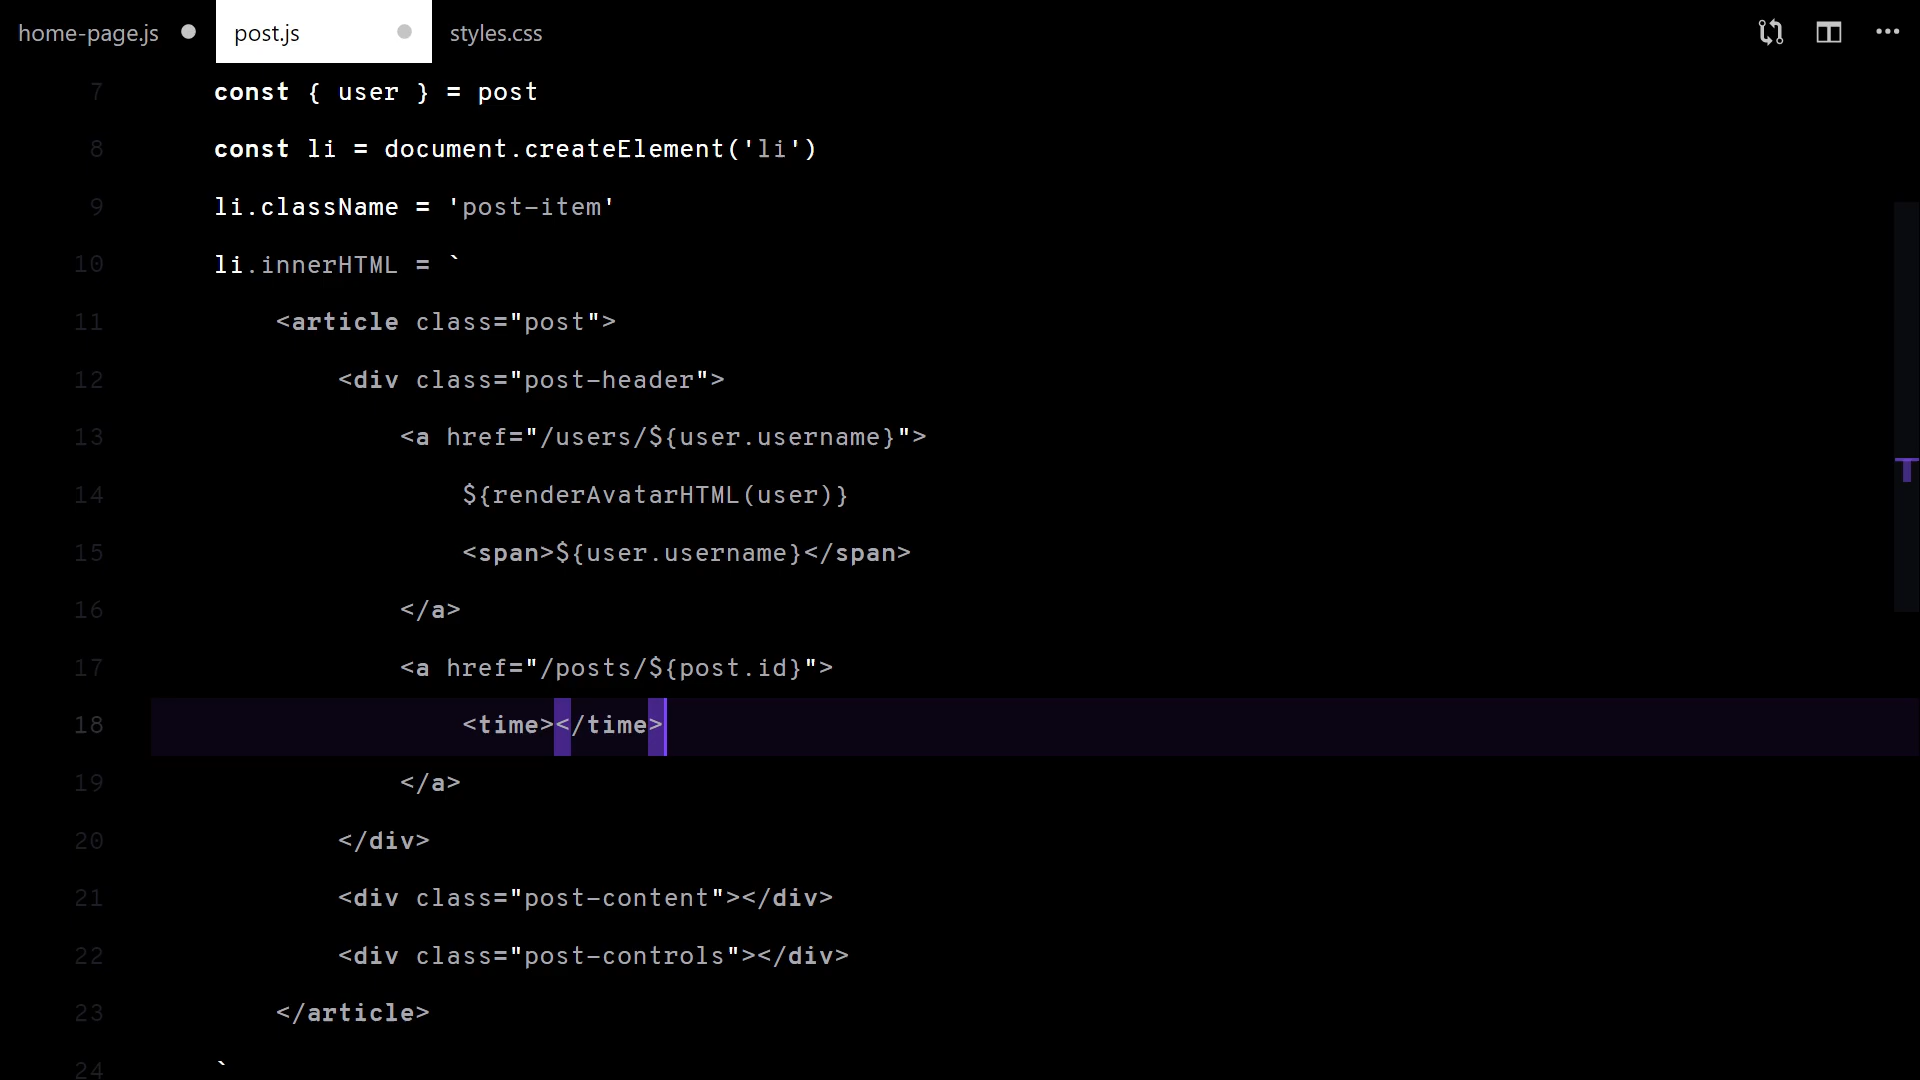 home-page.js post.js styles.css
7 const { user } = post
8 const li = document.createElement('li')
9 li.className = 'post-item'
10 li.innerHTML = `
11 <article class="post">
12 <div class="post-header">
13 <a href="/users/${user.username}">
14 ${renderAvatarHTML(user)}
15 <span>${user.username}</span>
16 </a>
17 <a href="/posts/${post.id}">
18 <time></time>
19 </a>
20 </div>
21 <div class="post-content"></div>
22 <div class="post-controls"></div>
23 </article>
24 `